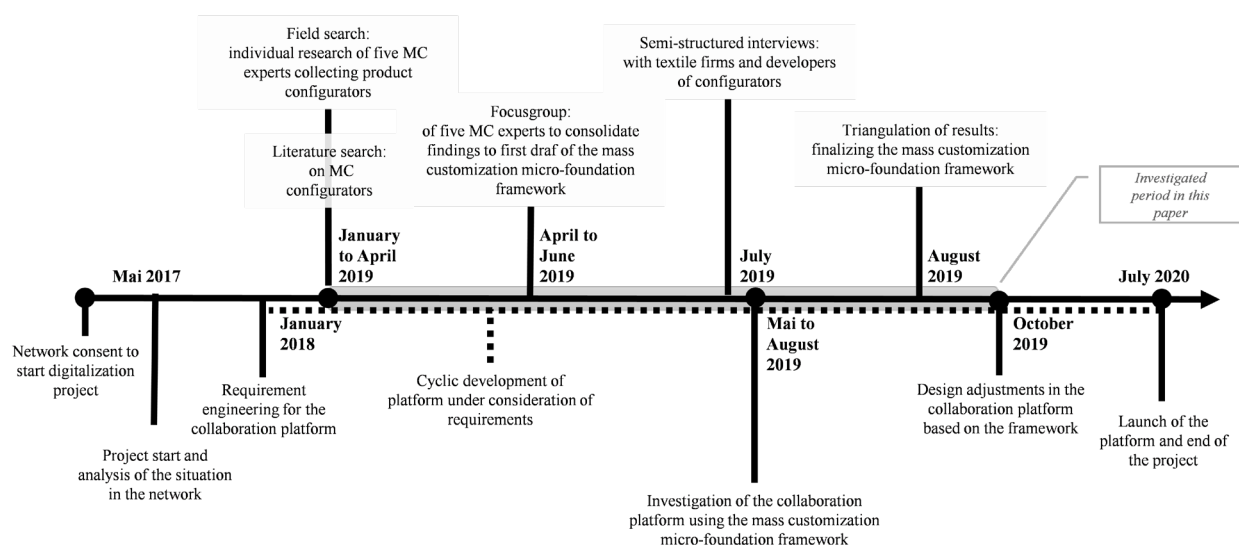 Field search:
individual research of five MC
experts collecting product
configurators
Literature search:
on MC
configurators
Focusgroup:
of five MC experts to consolidate
findings to first draf of the mass
customization micro-foundation
framework
Semi-structured interviews:
with textile firms and developers
of configurators
Triangulation of results:
finalizing the mass customization
micro-foundation framework
Investigated
period in this
paper
Mai 2017
January
to April
2019
April to
June
2019
July
2019
August
2019
July 2020
January
2018
Mai to
August
2019
October
2019
Network consent to
start digitalization
project
Project start and
analysis of the situation
in the network
Requirement
engineering for the
collaboration platform
Cyclic development of
platform under consideration of
requirements
Investigation of the collaboration
platform using the mass customization
micro-foundation framework
Design adjustments in the
collaboration platform
based on the framework
Launch of the
platform and end of
the project